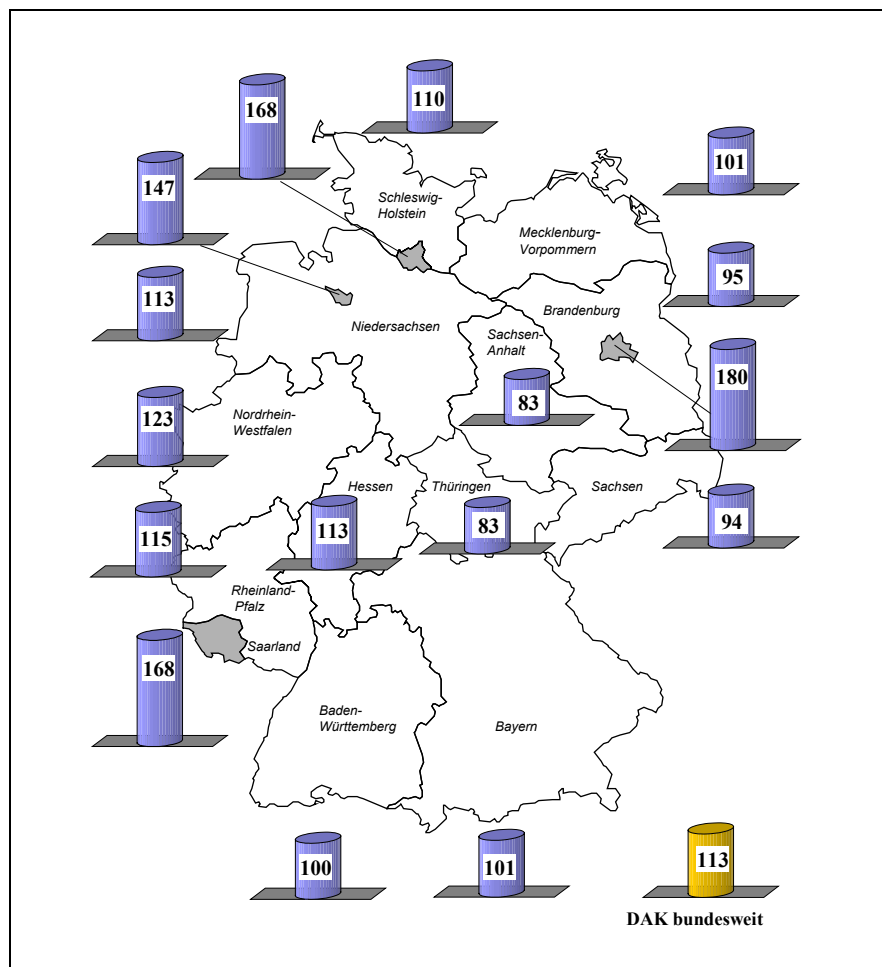 110
168
101
147
Schleswig-
Holstein
Mecklenburg-
Vorpommern
95
113
Brandenburg
Niedersachsen
Sachsen-
Anhalt
180
83
123
Nordrhein-
Westfalen
Hessen
Thüringen
Sachsen
94
115
113
83
Rheinland-
Pfalz
Saarland
168
Baden-
Württemberg
Bayern
100
101
113
DAK bundesweit